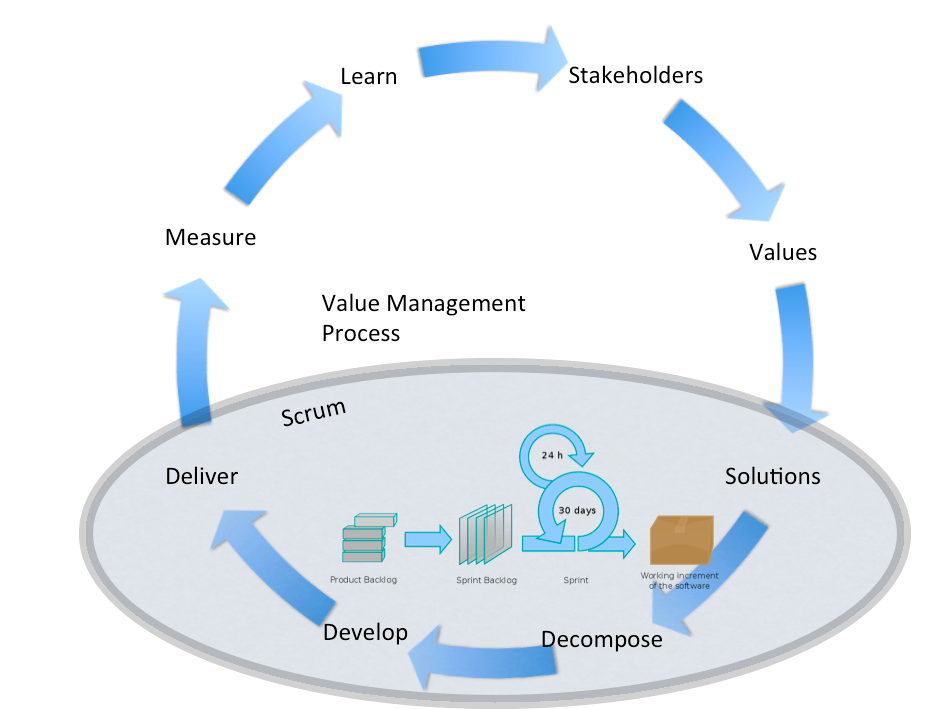 Learn
Stakeholders
Measure
Values
Value Management
Process
Scrum
24 h
Deliver
Solutions
30 days
Product Backlog
Sprint Backlog
Sprint
Working increment
of the software
Develop
Decompose